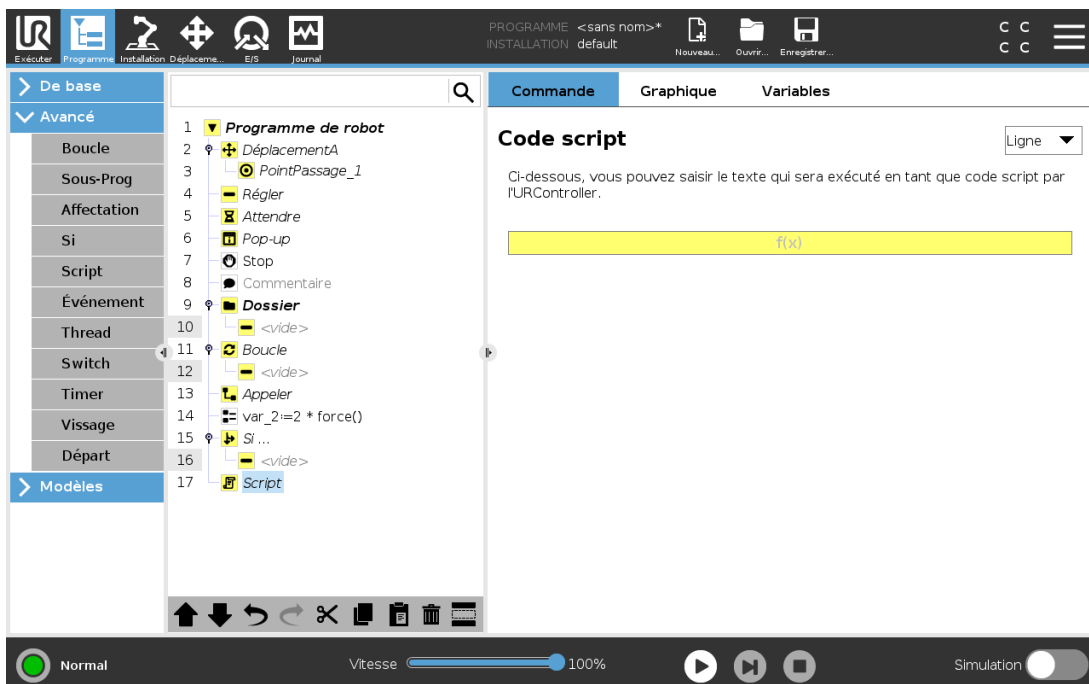 PROGRAMME <sans nom>*
INSTALLATION default
Exécuter
Programme
Installation
Déplaceme...
E/S
Journal
Nouveau...
Ouvrir...
Enregistrer...
C C
C C
De base
Avancé
Boucle
Sous-Prog
Affectation
Si
Script
Événement
Thread
Switch
Timer
Vissage
Départ
Modèles
1 Programme de robot
2 DéplacementA
3 PointPassage_1
4 Régler
5 Attendre
6 Pop-up
7 Stop
8 Commentaire
9 Dossier
10 <vide>
11 Boucle
12 <vide>
13 Appeler
14 var_2:=2 * force()
15 Si ...
16 <vide>
17 Script
Commande Graphique Variables
Code script
Ligne
Ci-dessous, vous pouvez saisir le texte qui sera exécuté en tant que code script par
l'URController.
f(x)
Normal
Vitesse
100%
Simulation